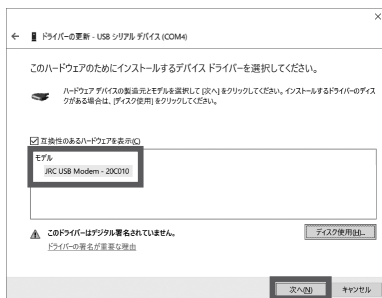 ドライバーの更新 - USB シリアル デバイス (COM4)
このハードウェアのためにインストールするデバイス ドライバーを選択してください。
ハードウェア デバイスの製造元とモデルを選択して [次へ] をクリックしてください。インストールするドライバーのディス
クがある場合は、[ディスク使用] をクリックしてください。
互換性のあるハードウェアを表示(C)
モデル
JRC USB Modem - 20C010
このドライバーはデジタル署名されていません。
ディスク使用(H)...
ドライバーの署名が重要な理由
次へ(N)
キャンセル